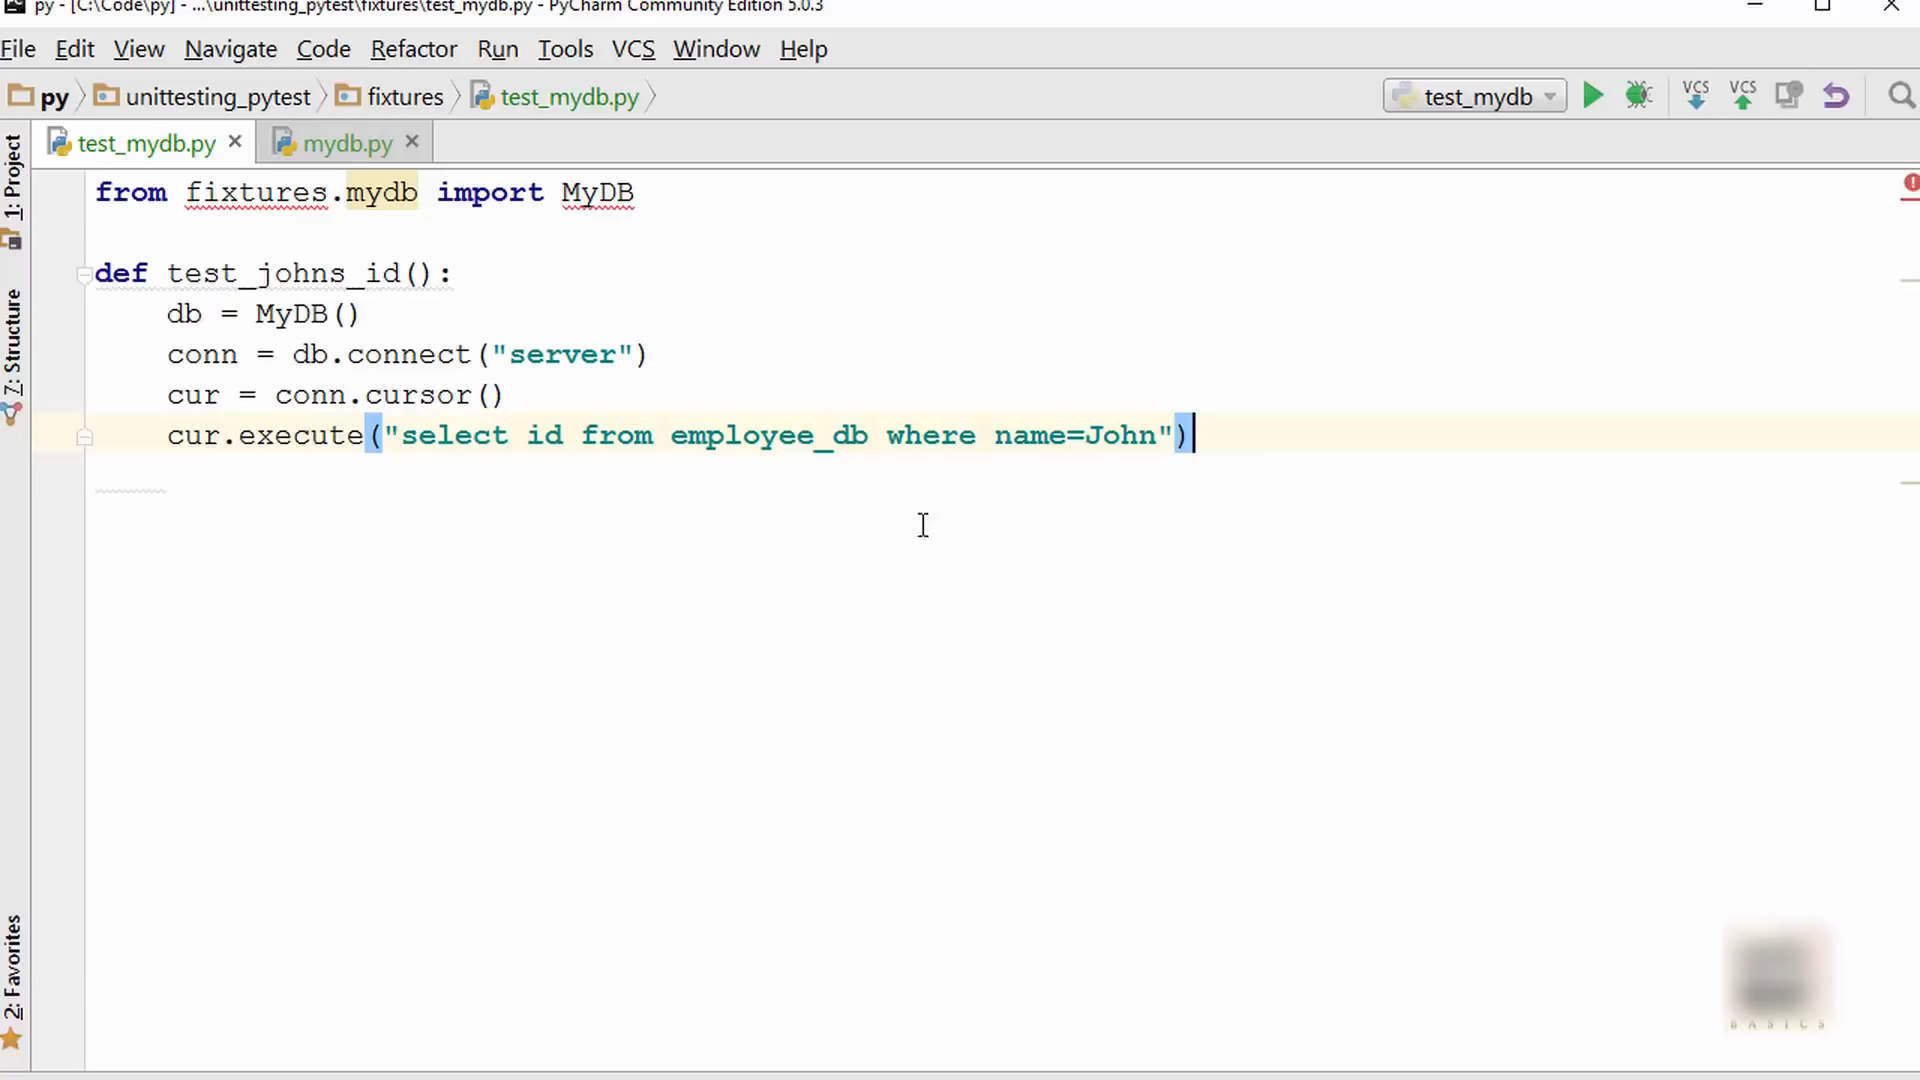 py - [C:\Code\py] - ...\unittesting_pytest\fixtures\test_mydb.py - PyCharm Community Edition 5.0.3
File Edit View Navigate Code Refactor Run Tools VCS Window Help
py unittesting_pytest fixtures test_mydb.py test_mydb VCS VCS
test_mydb.py mydb.py
1: Project
7: Structure
2: Favorites
from fixtures.mydb import MyDB
def test_johns_id():
db = MyDB()
conn = db.connect("server")
cur = conn.cursor()
cur.execute("select id from employee_db where name=John")
BASICS